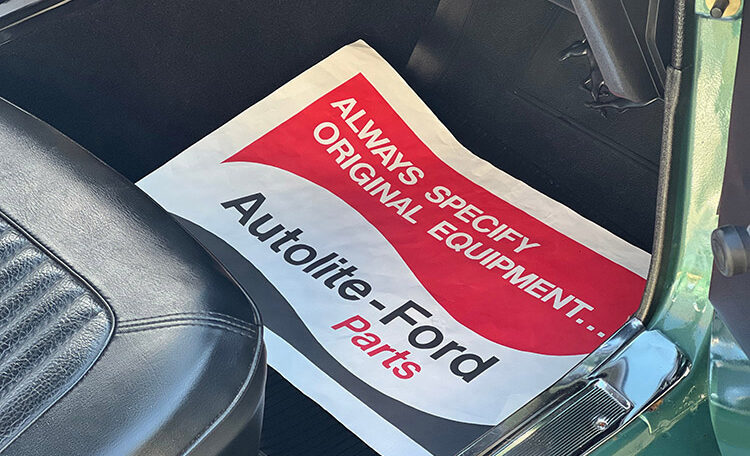 ALWAYS SPECIFY
ORIGINAL EQUIPMENT...
Autolite-Ford
Parts